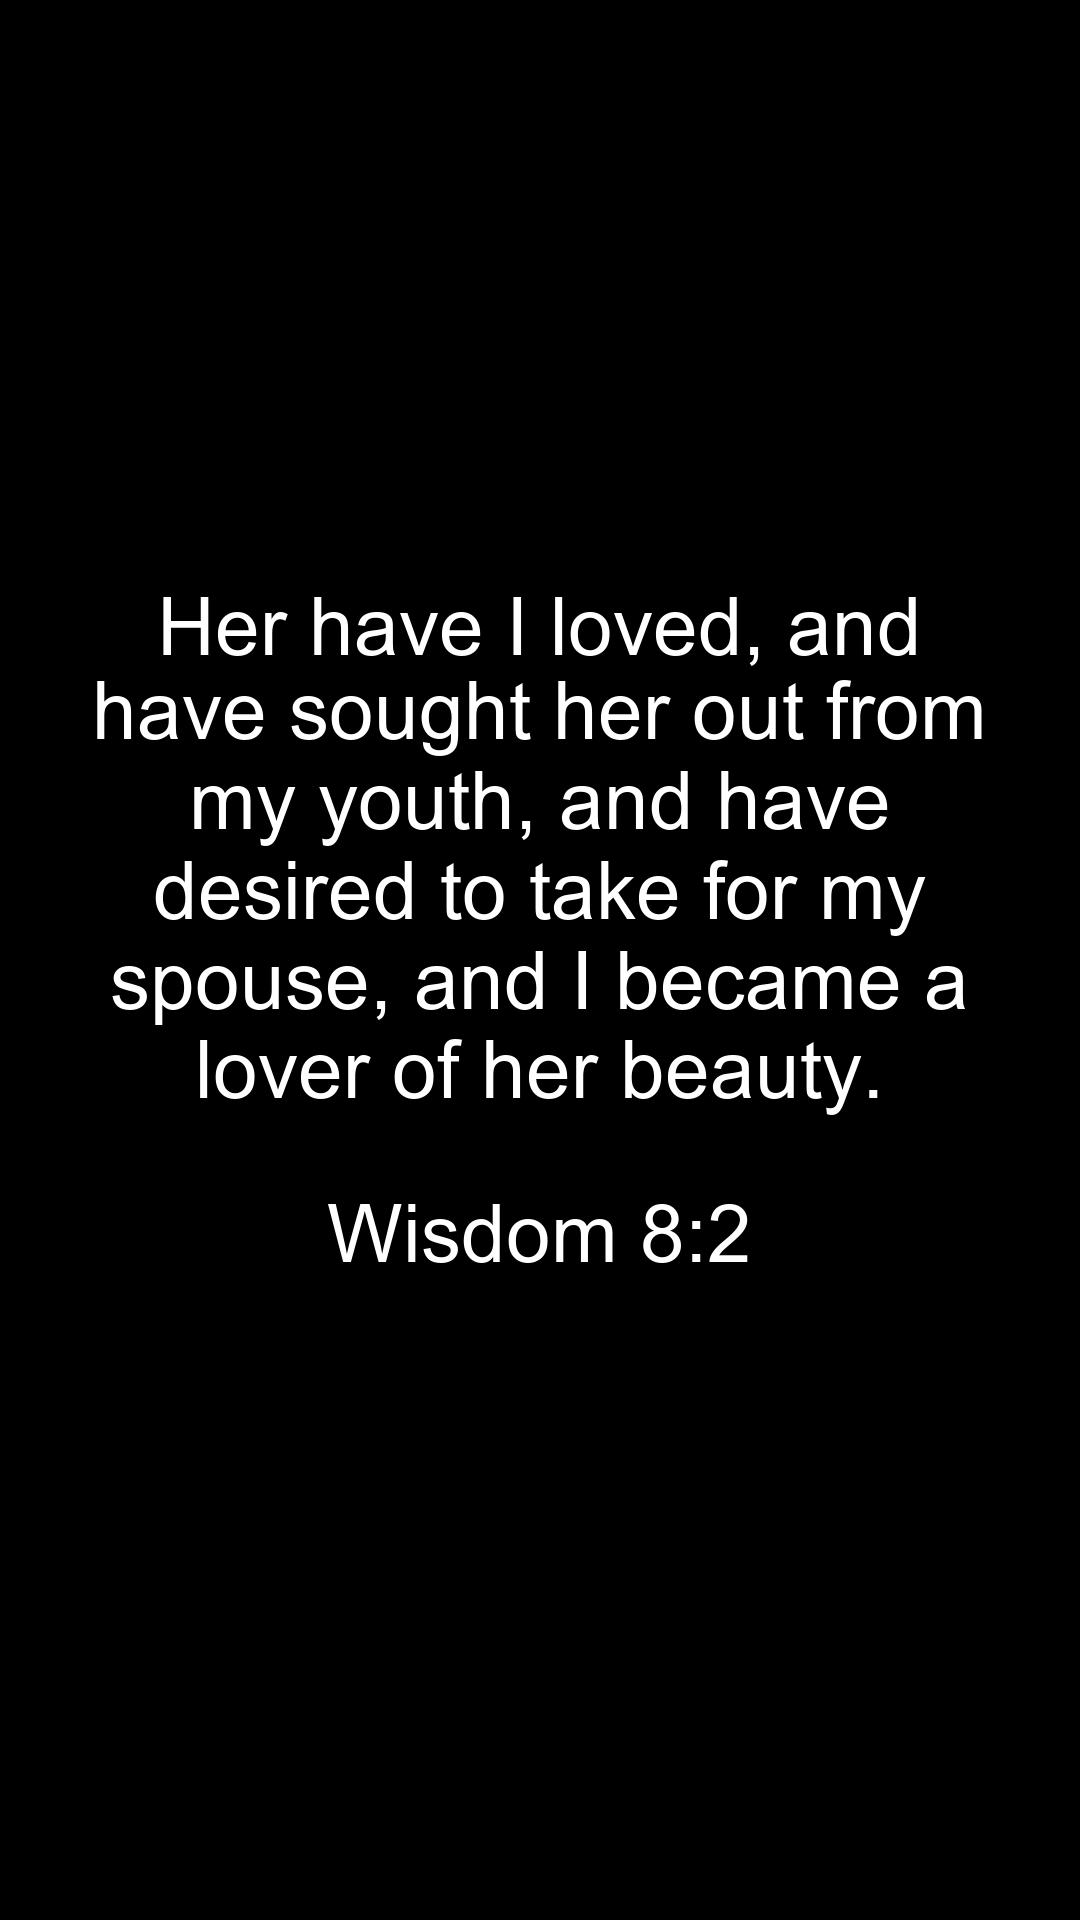 Her have I loved, and
have sought her out from
my youth, and have
desired to take for my
spouse, and I became a
lover of her beauty.
Wisdom 8:2